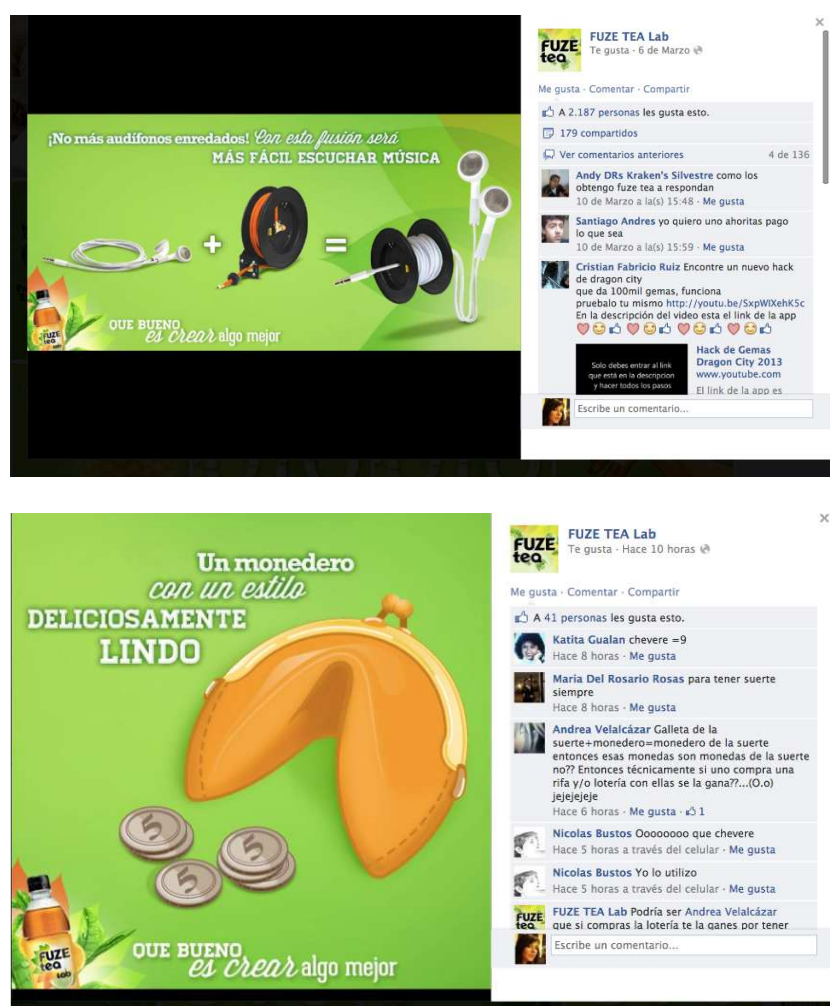 ¡No más audífonos enredados! Con esta fusión será
MÁS FÁCIL ESCUCHAR MÚSICA
+
=
FUZE
tea
Lab
QUE BUENO
es crear algo mejor
FUZE
tea
FUZE TEA Lab
Te gusta · 6 de Marzo
Me gusta · Comentar · Compartir
A 2.187 personas les gusta esto.
179 compartidos
Ver comentarios anteriores 4 de 136
Andy DRs Kraken's Silvestre como los
obtengo fuze tea a respondan
10 de Marzo a la(s) 15:48 · Me gusta
Santiago Andres yo quiero uno ahoritas pago
lo que sea
10 de Marzo a la(s) 15:59 · Me gusta
Cristian Fabricio Ruiz Encontre un nuevo hack
de dragon city
que da 100mil gemas, funciona
pruebalo tu mismo http://youtu.be/SxpWlXehK5c
En la descripción del video esta el link de la app
Solo debes entrar al link
que está en la descripcion
y hacer todos los pasos
Hack de Gemas
Dragon City 2013
www.youtube.com
El link de la app es
Escribe un comentario...
Un monedero
con un estilo
DELICIOSAMENTE
LINDO
5
5
5
FUZE
tea
Lab
QUE BUENO
es crear algo mejor
FUZE
tea
FUZE TEA Lab
Te gusta · Hace 10 horas
Me gusta · Comentar · Compartir
A 41 personas les gusta esto.
Katita Gualan chevere =9
Hace 8 horas · Me gusta
Maria Del Rosario Rosas para tener suerte
siempre
Hace 8 horas · Me gusta
Andrea Velalcázar Galleta de la
suerte+monedero=monedero de la suerte
entonces esas monedas son monedas de la suerte
no?? Entonces técnicamente si uno compra una
rifa y/o lotería con ellas se la gana??...(O.o)
jejejejeje
Hace 6 horas · Me gusta · 1
Nicolas Bustos Oooooooo que chevere
Hace 5 horas a través del celular · Me gusta
Nicolas Bustos Yo lo utilizo
Hace 5 horas a través del celular · Me gusta
FUZE
tea
FUZE TEA Lab Podría ser Andrea Velalcázar
que si compras la lotería te la ganes por tener
Escribe un comentario...